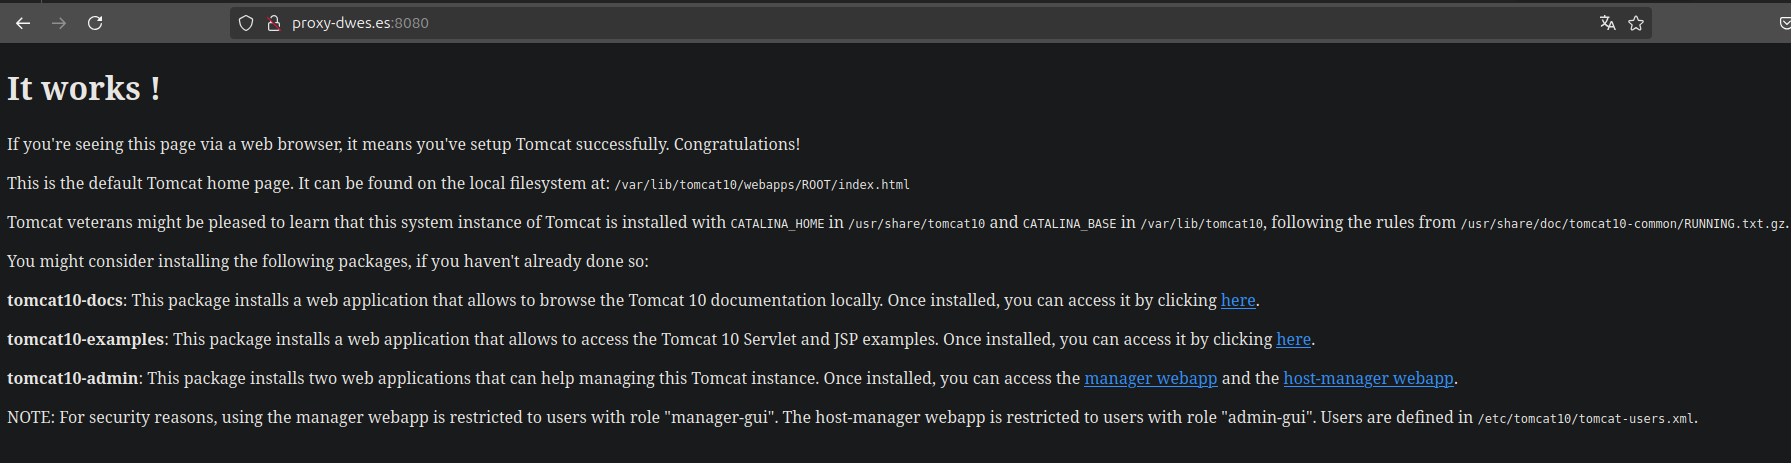 proxy-dwes.es:8080
It works !
If you're seeing this page via a web browser, it means you've setup Tomcat successfully. Congratulations!
This is the default Tomcat home page. It can be found on the local filesystem at: /var/lib/tomcat10/webapps/ROOT/index.html
Tomcat veterans might be pleased to learn that this system instance of Tomcat is installed with CATALINA_HOME in /usr/share/tomcat10 and CATALINA_BASE in /var/lib/tomcat10, following the rules from /usr/share/doc/tomcat10-common/RUNNING.txt.gz.
You might consider installing the following packages, if you haven't already done so:
tomcat10-docs: This package installs a web application that allows to browse the Tomcat 10 documentation locally. Once installed, you can access it by clicking here.
tomcat10-examples: This package installs a web application that allows to access the Tomcat 10 Servlet and JSP examples. Once installed, you can access it by clicking here.
tomcat10-admin: This package installs two web applications that can help managing this Tomcat instance. Once installed, you can access the manager webapp and the host-manager webapp.
NOTE: For security reasons, using the manager webapp is restricted to users with role "manager-gui". The host-manager webapp is restricted to users with role "admin-gui". Users are defined in /etc/tomcat10/tomcat-users.xml.